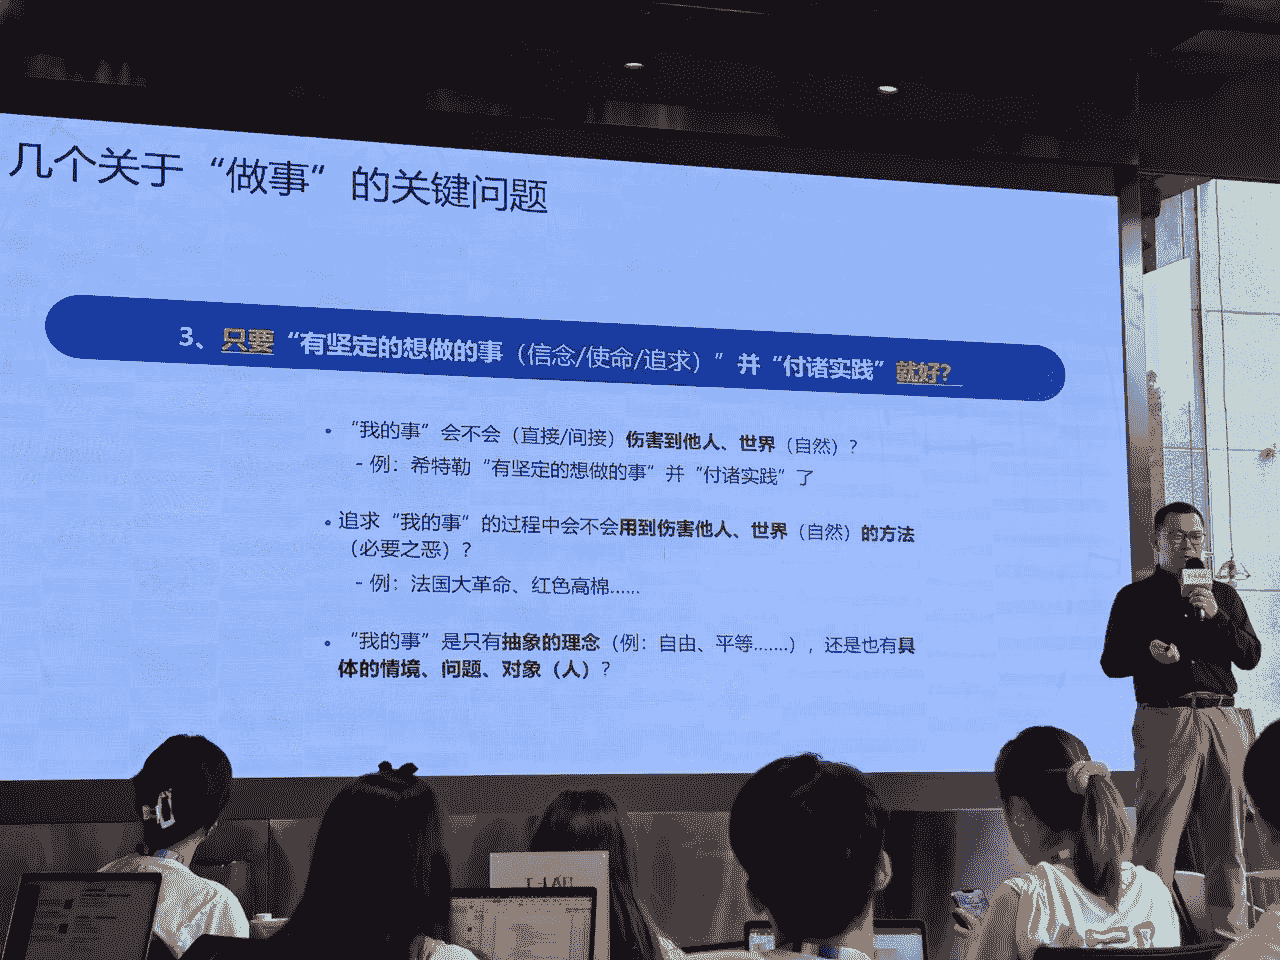 几个关于“做事”的关键问题
3、只要“有坚定的想做的事（信念/使命/追求）”并“付诸实践”就好？
• “我的事”会不会（直接/间接）伤害到他人、世界（自然）？
- 例：希特勒“有坚定的想做的事”并“付诸实践”了
• 追求“我的事”的过程中会不会用到伤害他人、世界（自然）的方法
（必要之恶）？
- 例：法国大革命、红色高棉……
• “我的事”是只有抽象的理念（例：自由、平等……），还是也有具
体的情境、问题、对象（人）？